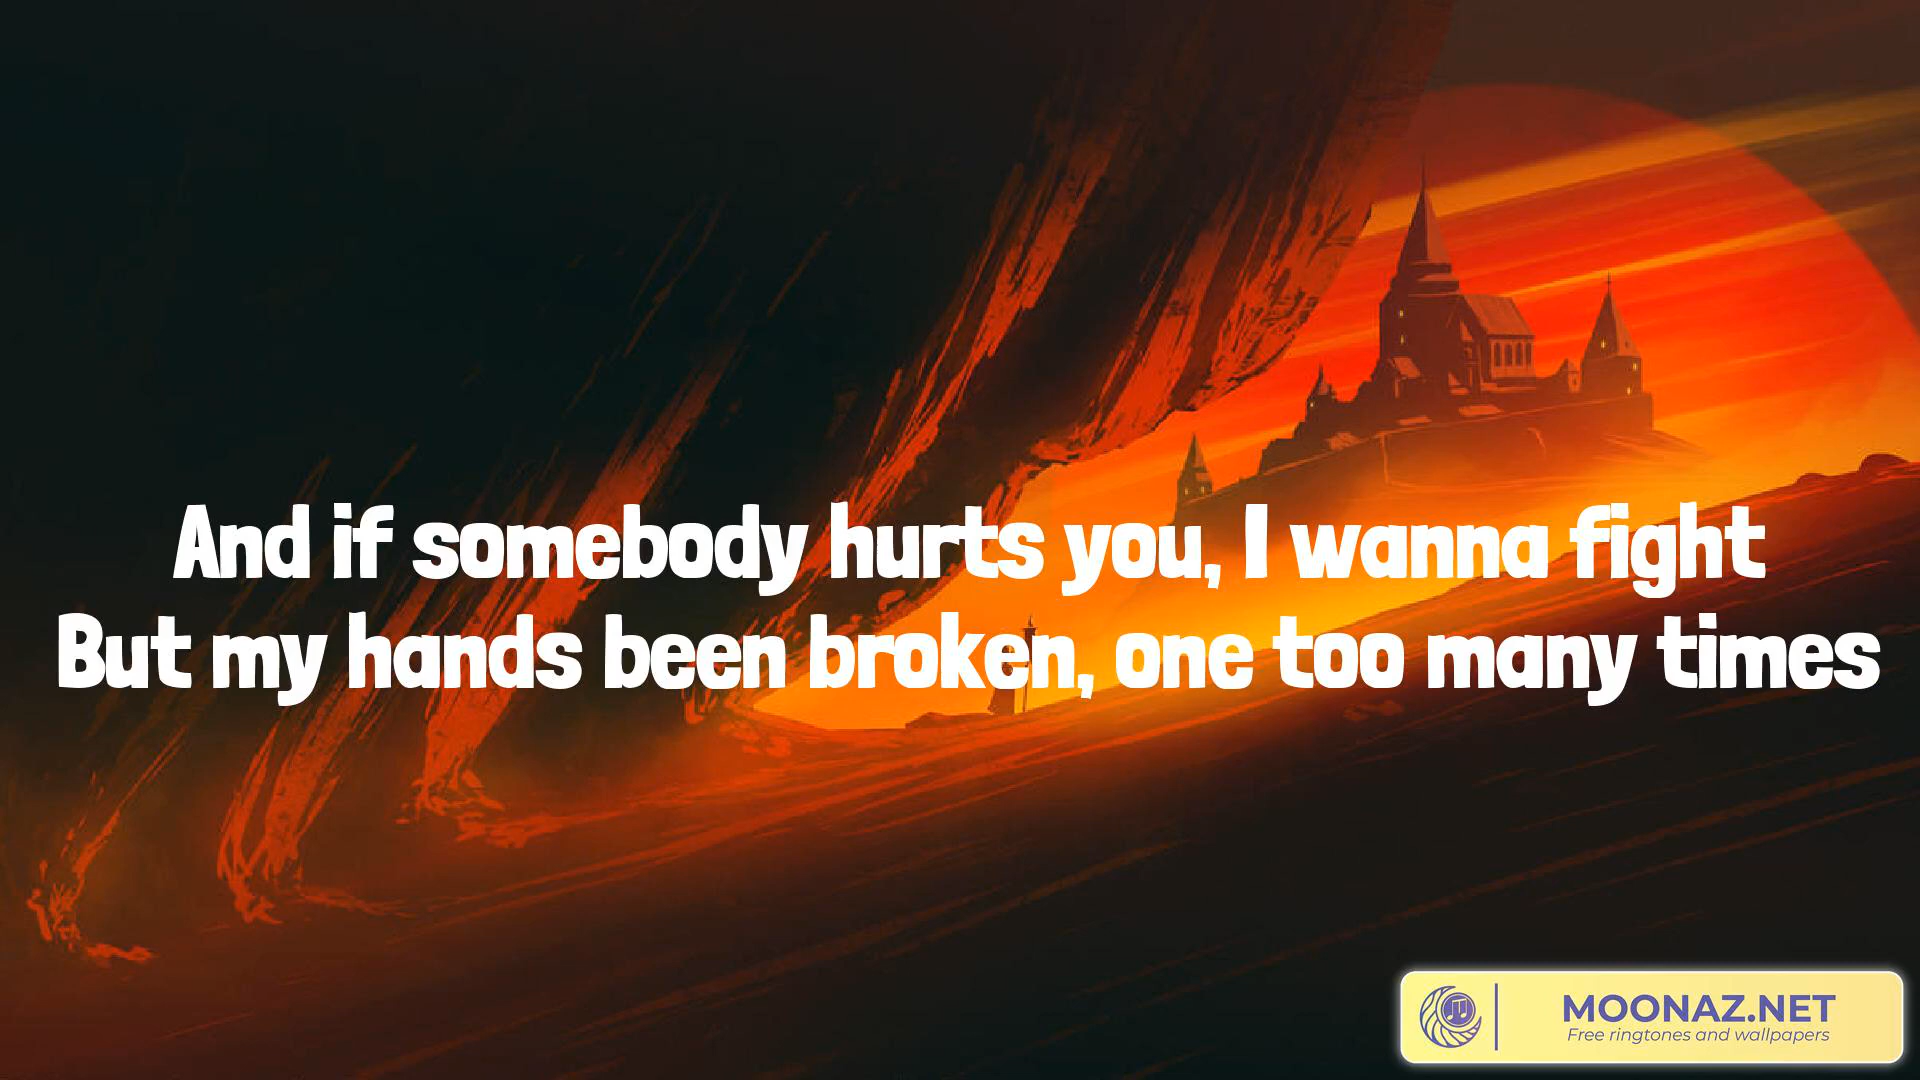 And if somebody hurts you, I wanna fight
But my hands been broken, one too many times
MOONAZ.NET
Free ringtones and wallpapers